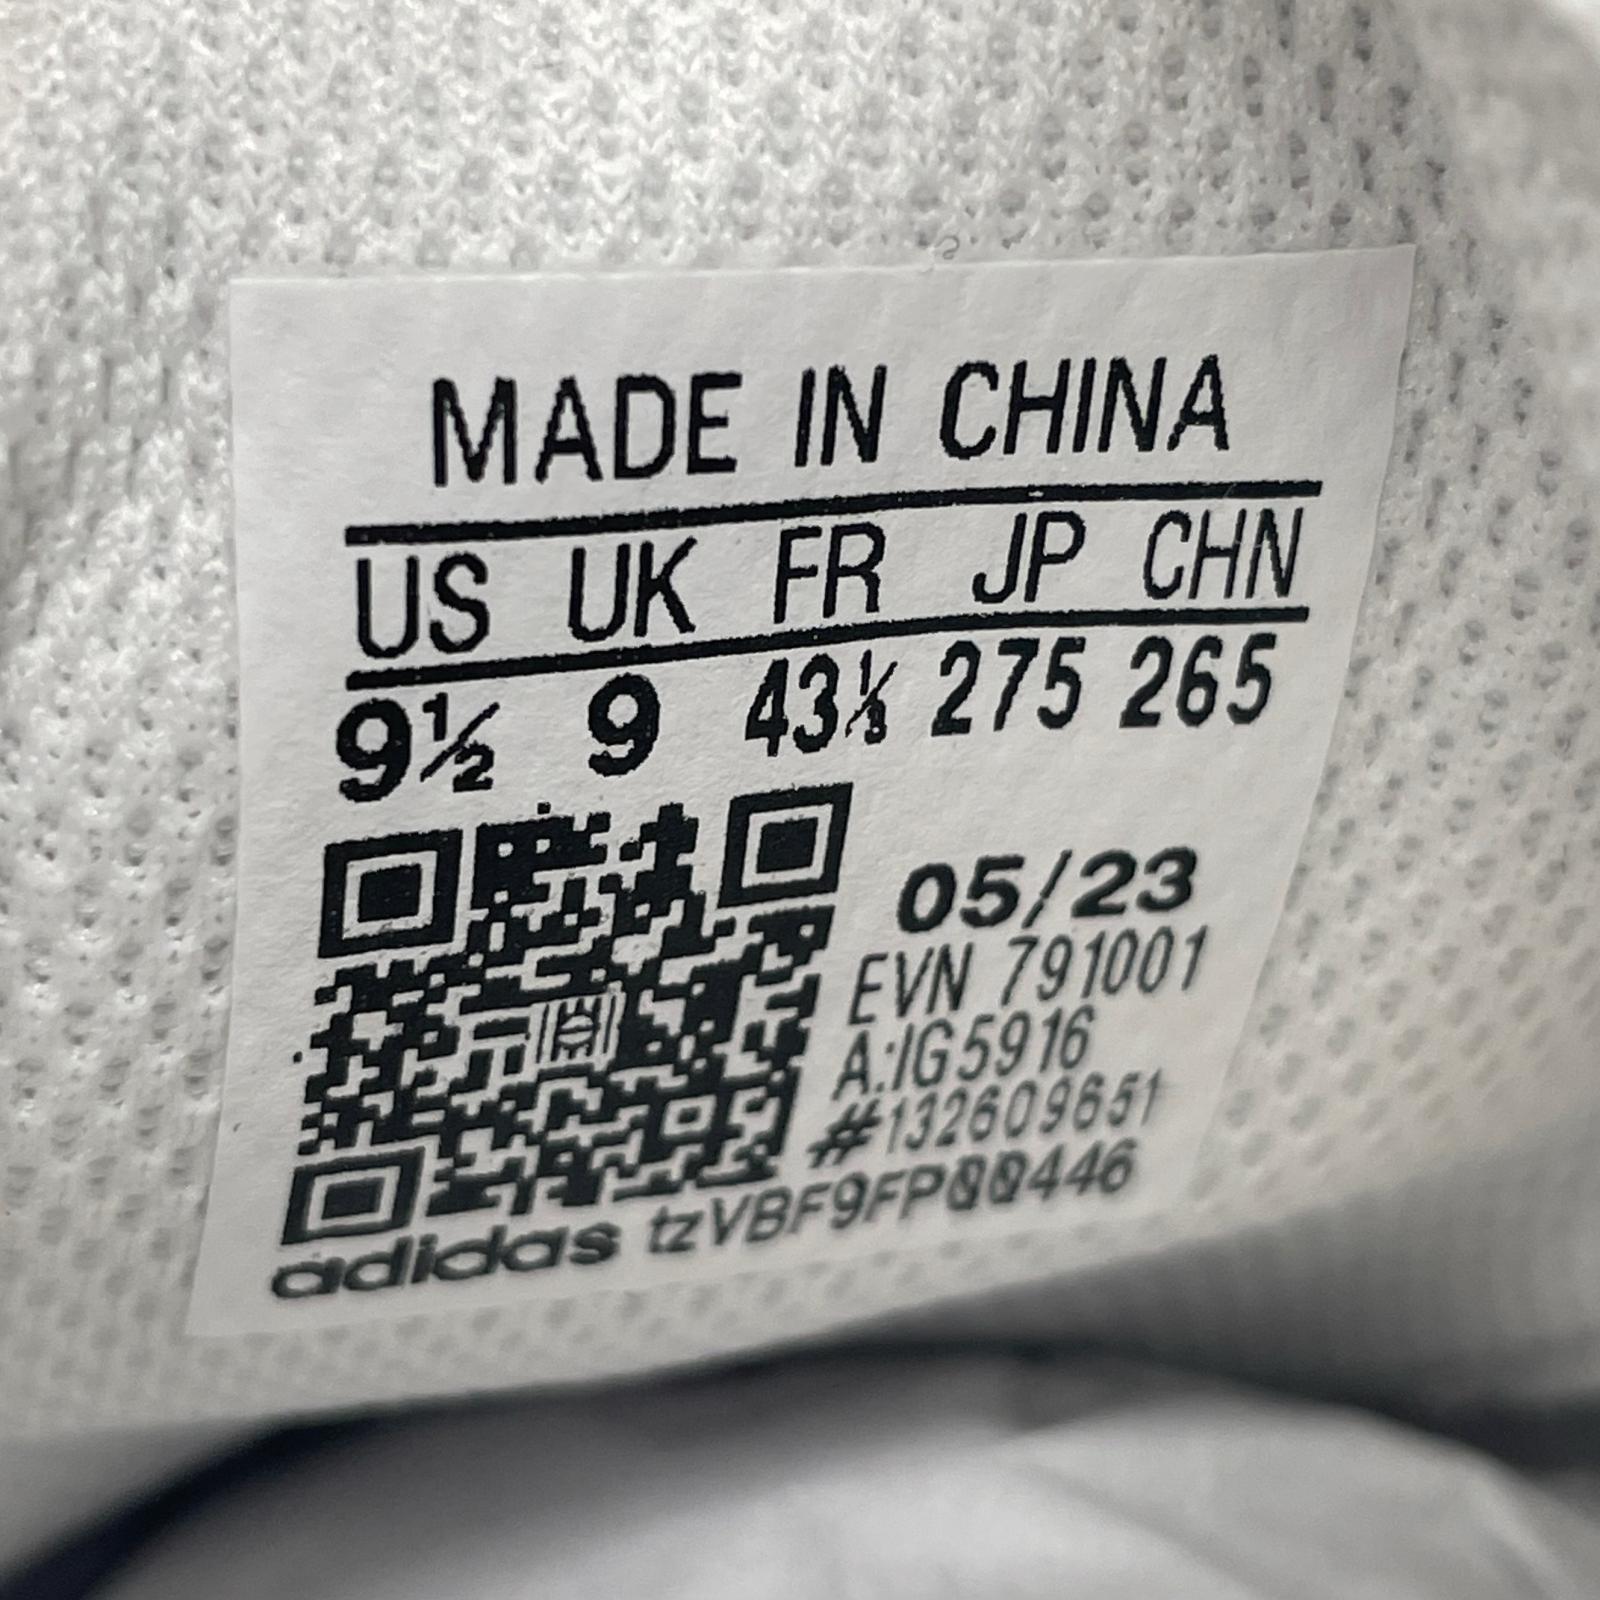 MADE IN CHINA
US UK FR JP CHN
9½ 9 43⅓ 275 265
05/23
EVN 791001
A:IG5916
#132609651
adidas tzVBF9FP00446